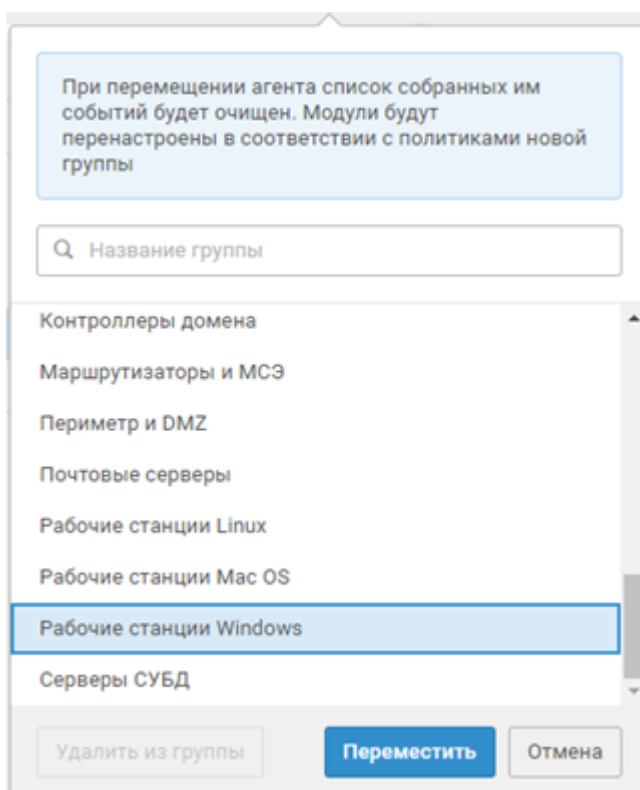 При перемещении агента список собранных им
событий будет очищен. Модули будут
перенастроены в соответствии с политиками новой
группы
Название группы
Контроллеры домена
Маршрутизаторы и МСЭ
Периметр и DMZ
Почтовые серверы
Рабочие станции Linux
Рабочие станции Mac OS
Рабочие станции Windows
Серверы СУБД
Удалить из группы Переместить Отмена